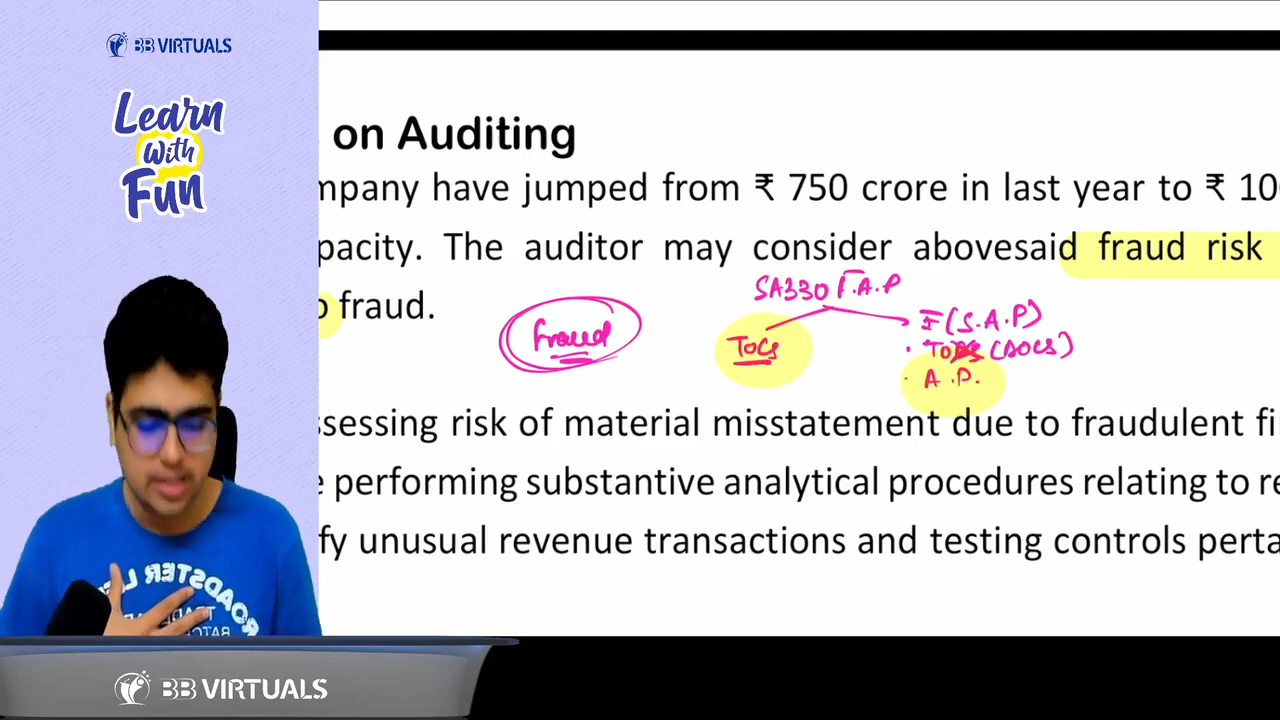 BB VIRTUALS
Learn
With
Fun
on Auditing
mpany have jumped from ₹ 750 crore in last year to ₹ 10
pacity. The auditor may consider abovesaid fraud risk
fraud.
SA330 F.A.P
Fraud
TOCs
(S.A.P)
(DOCS)
A.P.
ssessing risk of material misstatement due to fraudulent fi
e performing substantive analytical procedures relating to re
fy unusual revenue transactions and testing controls perta
BB VIRTUALS